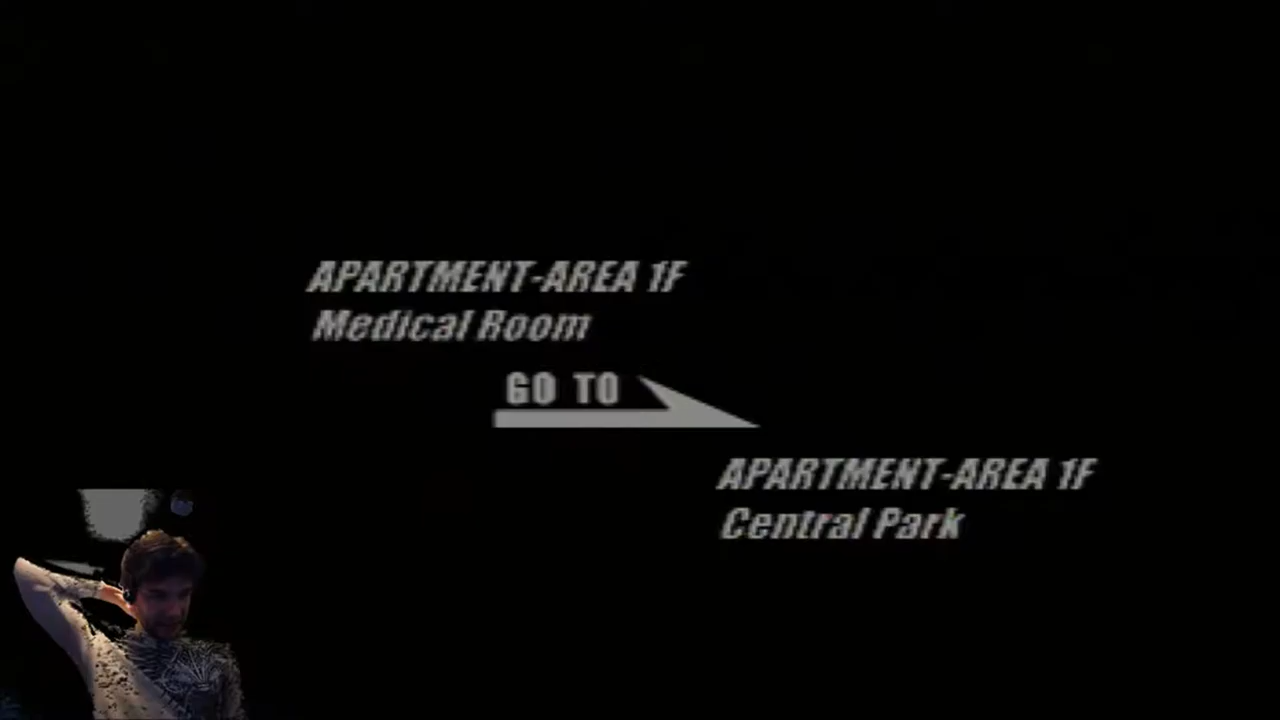 APARTMENT-AREA 1F
Medical Room
GO TO
APARTMENT-AREA 1F
Central Park